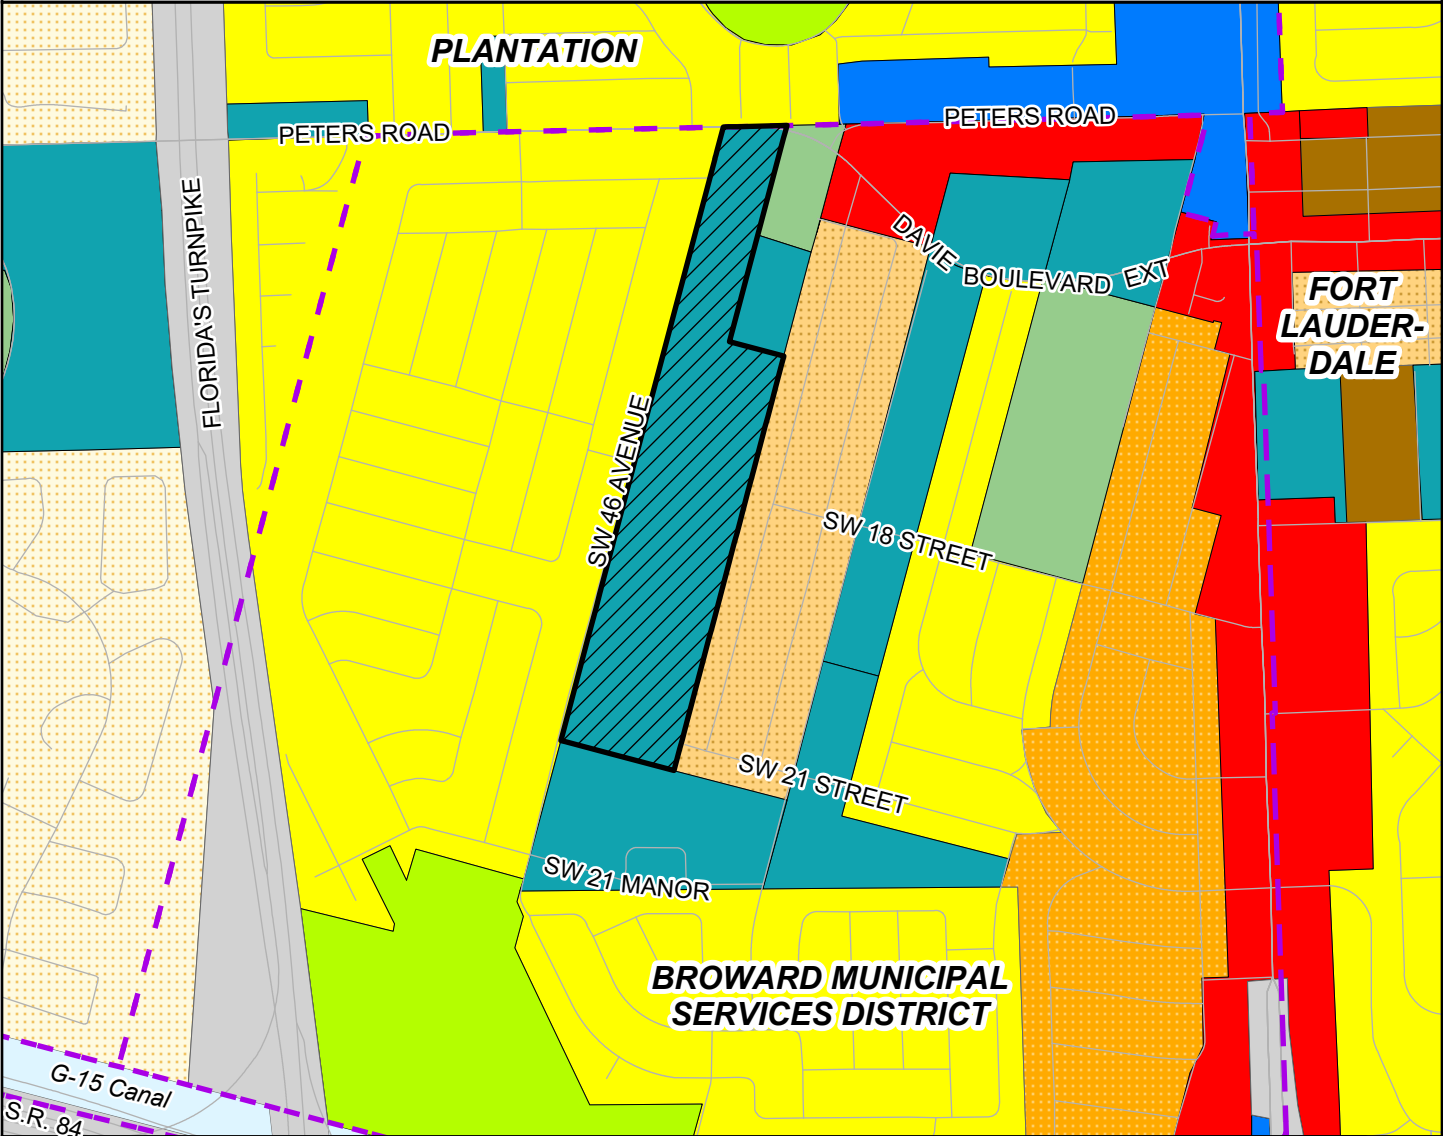 PLANTATION
PETERS ROAD
PETERS ROAD
FLORIDA'S TURNPIKE
DAVIE
BOULEVARD
EXT
FORT
LAUDER-
DALE
SW 46 AVENUE
SW 18 STREET
SW 21 STREET
SW 21 MANOR
BROWARD MUNICIPAL
SERVICES DISTRICT
G-15 Canal
S.R. 84